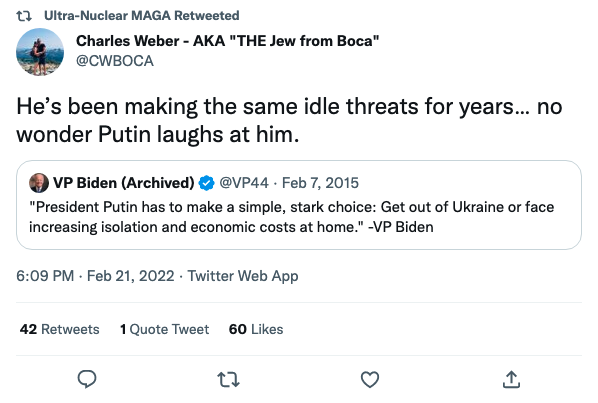 Ultra-Nuclear MAGA Retweeted
Charles Weber - AKA "THE Jew from Boca"
@CWBOCA
He’s been making the same idle threats for years... no
wonder Putin laughs at him.
VP Biden (Archived) @VP44 · Feb 7, 2015
"President Putin has to make a simple, stark choice: Get out of Ukraine or face
increasing isolation and economic costs at home." -VP Biden
6:09 PM · Feb 21, 2022 · Twitter Web App
42 Retweets 1 Quote Tweet 60 Likes